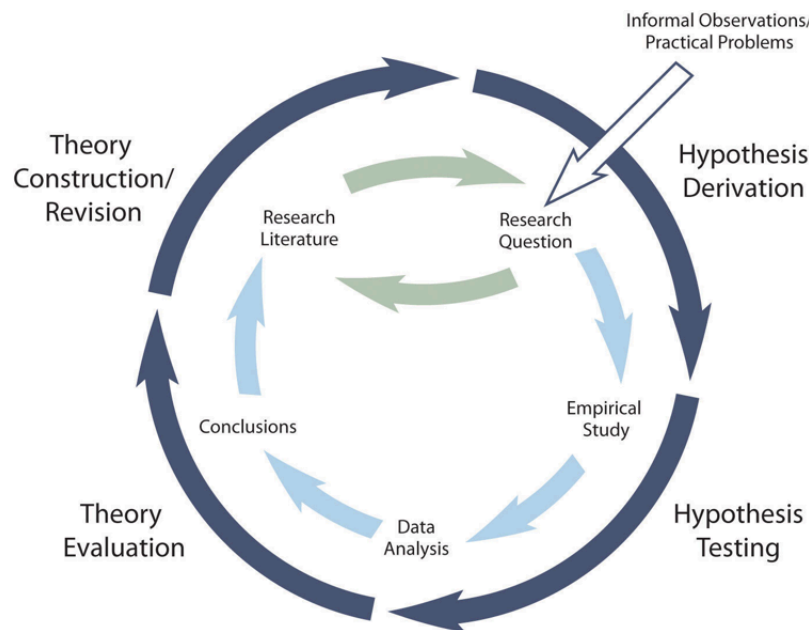 Informal Observations/
Practical Problems
Theory
Construction/
Revision
Hypothesis
Derivation
Research
Literature
Research
Question
Conclusions
Empirical
Study
Theory
Evaluation
Data
Analysis
Hypothesis
Testing